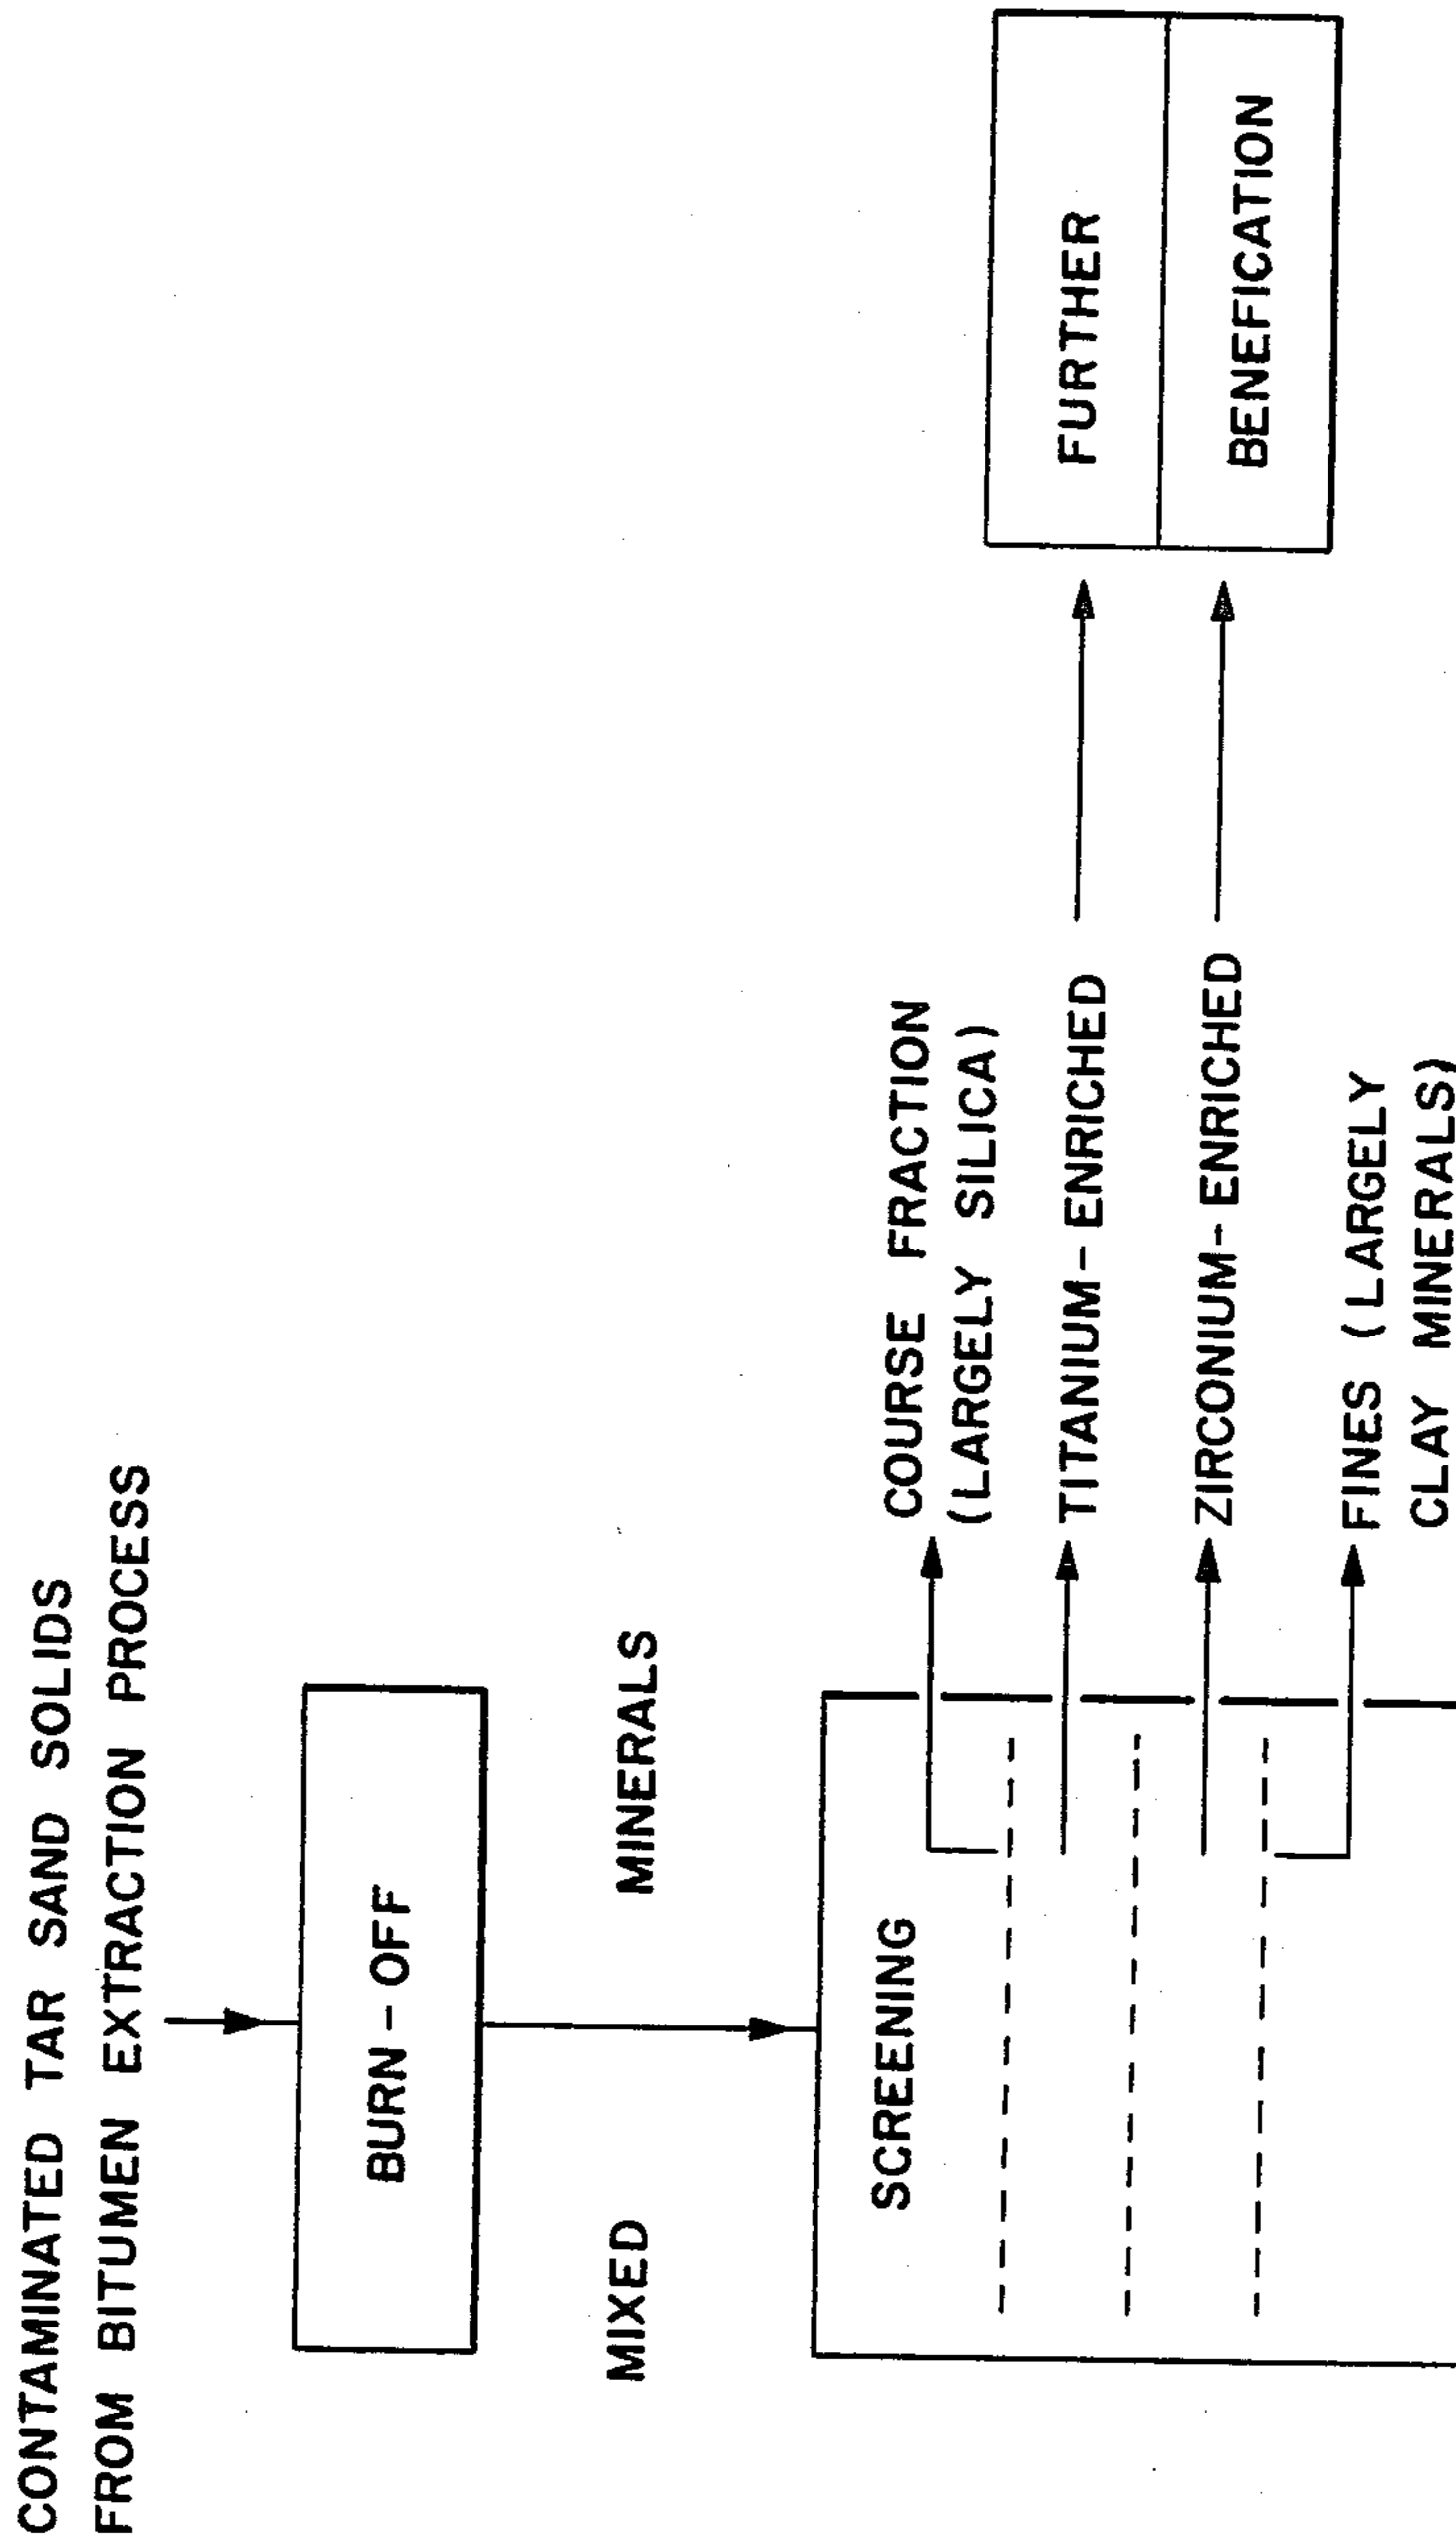 CONTAMINATED TAR SAND SOLIDS
FROM BITUMEN EXTRACTION PROCESS
BURN-OFF
MIXED MINERALS
SCREENING
COURSE FRACTION
(LARGELY SILICA)
TITANIUM-ENRICHED
ZIRCONIUM-ENRICHED
FINES (LARGELY
CLAY MINERALS)
FURTHER
BENEFICATION